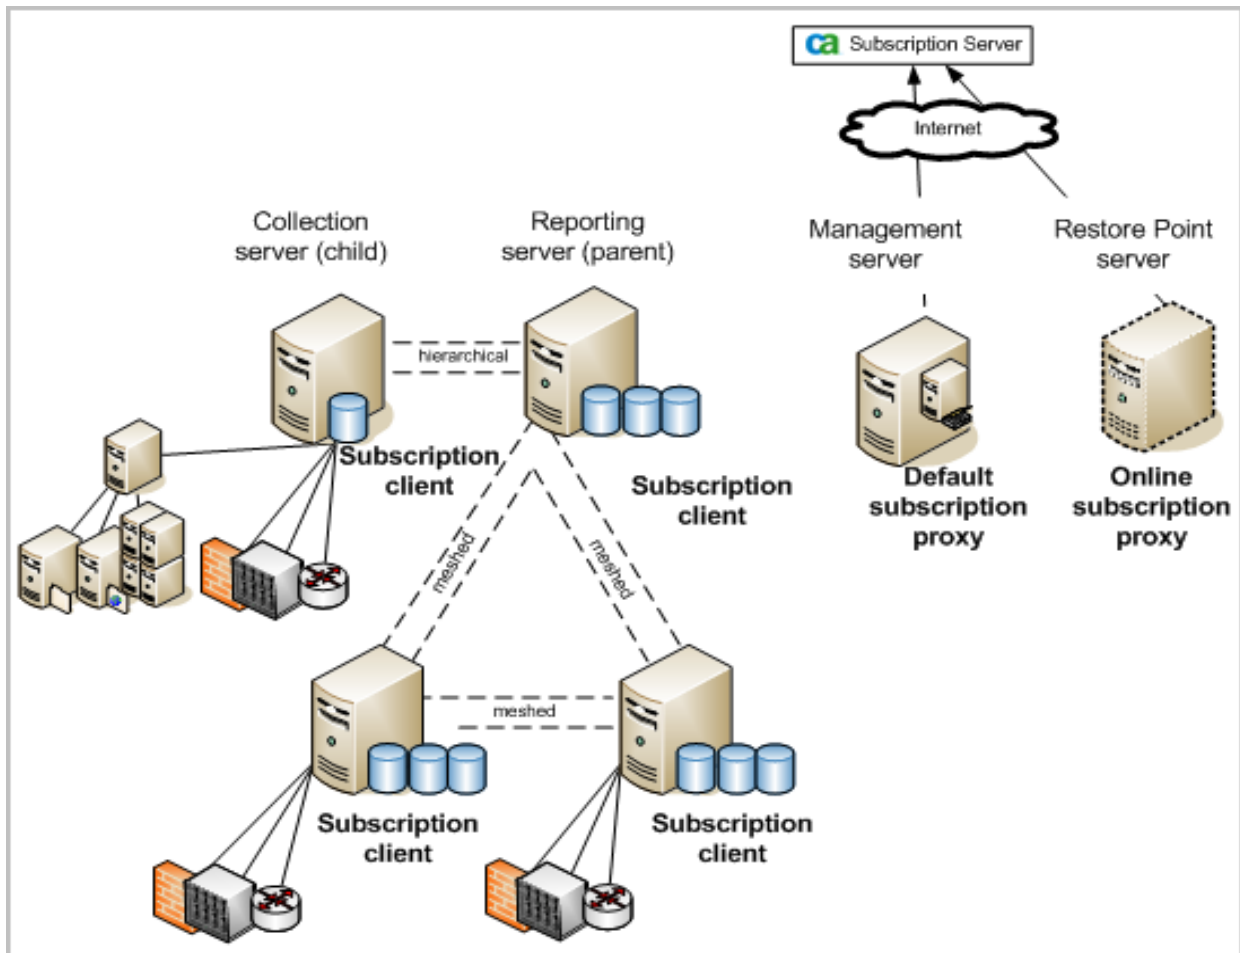 ca Subscription Server
Internet
Collection
server (child)
Reporting
server (parent)
Management
server
Restore Point
server
hierarchical
Subscription
client
Subscription
client
Default
subscription
proxy
Online
subscription
proxy
meshed
meshed
meshed
Subscription
client
Subscription
client